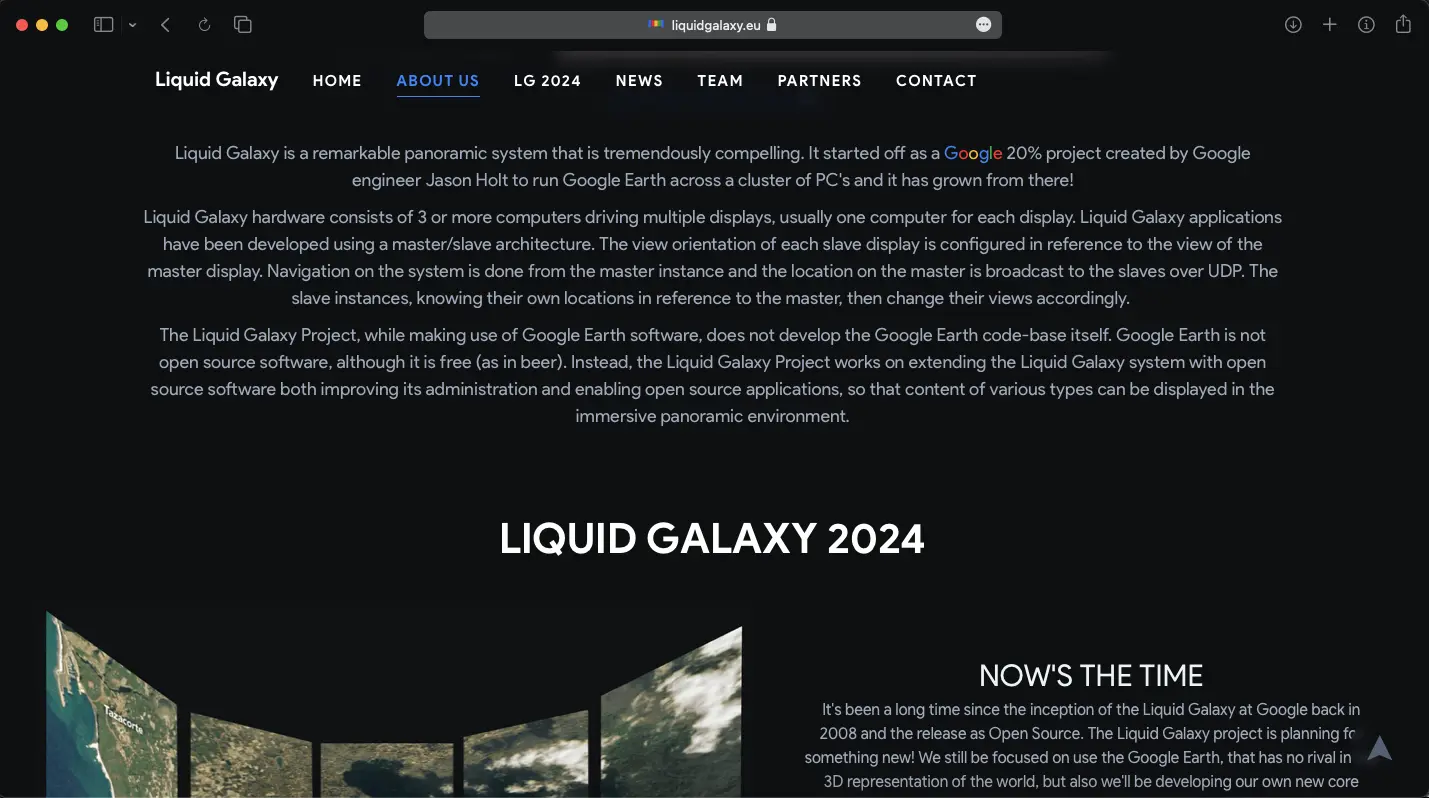 liquidgalaxy.eu
Liquid Galaxy HOME ABOUT US LG 2024 NEWS TEAM PARTNERS CONTACT
Liquid Galaxy is a remarkable panoramic system that is tremendously compelling. It started off as a Google 20% project created by Google
engineer Jason Holt to run Google Earth across a cluster of PC's and it has grown from there!
Liquid Galaxy hardware consists of 3 or more computers driving multiple displays, usually one computer for each display. Liquid Galaxy applications
have been developed using a master/slave architecture. The view orientation of each slave display is configured in reference to the view of the
master display. Navigation on the system is done from the master instance and the location on the master is broadcast to the slaves over UDP. The
slave instances, knowing their own locations in reference to the master, then change their views accordingly.
The Liquid Galaxy Project, while making use of Google Earth software, does not develop the Google Earth code-base itself. Google Earth is not
open source software, although it is free (as in beer). Instead, the Liquid Galaxy Project works on extending the Liquid Galaxy system with open
source software both improving its administration and enabling open source applications, so that content of various types can be displayed in the
immersive panoramic environment.
LIQUID GALAXY 2024
Tazacorte
NOW'S THE TIME
It's been a long time since the inception of the Liquid Galaxy at Google back in
2008 and the release as Open Source. The Liquid Galaxy project is planning
something new! We still be focused on use the Google Earth, that has no rival in
3D representation of the world, but also we'll be developing our own new core